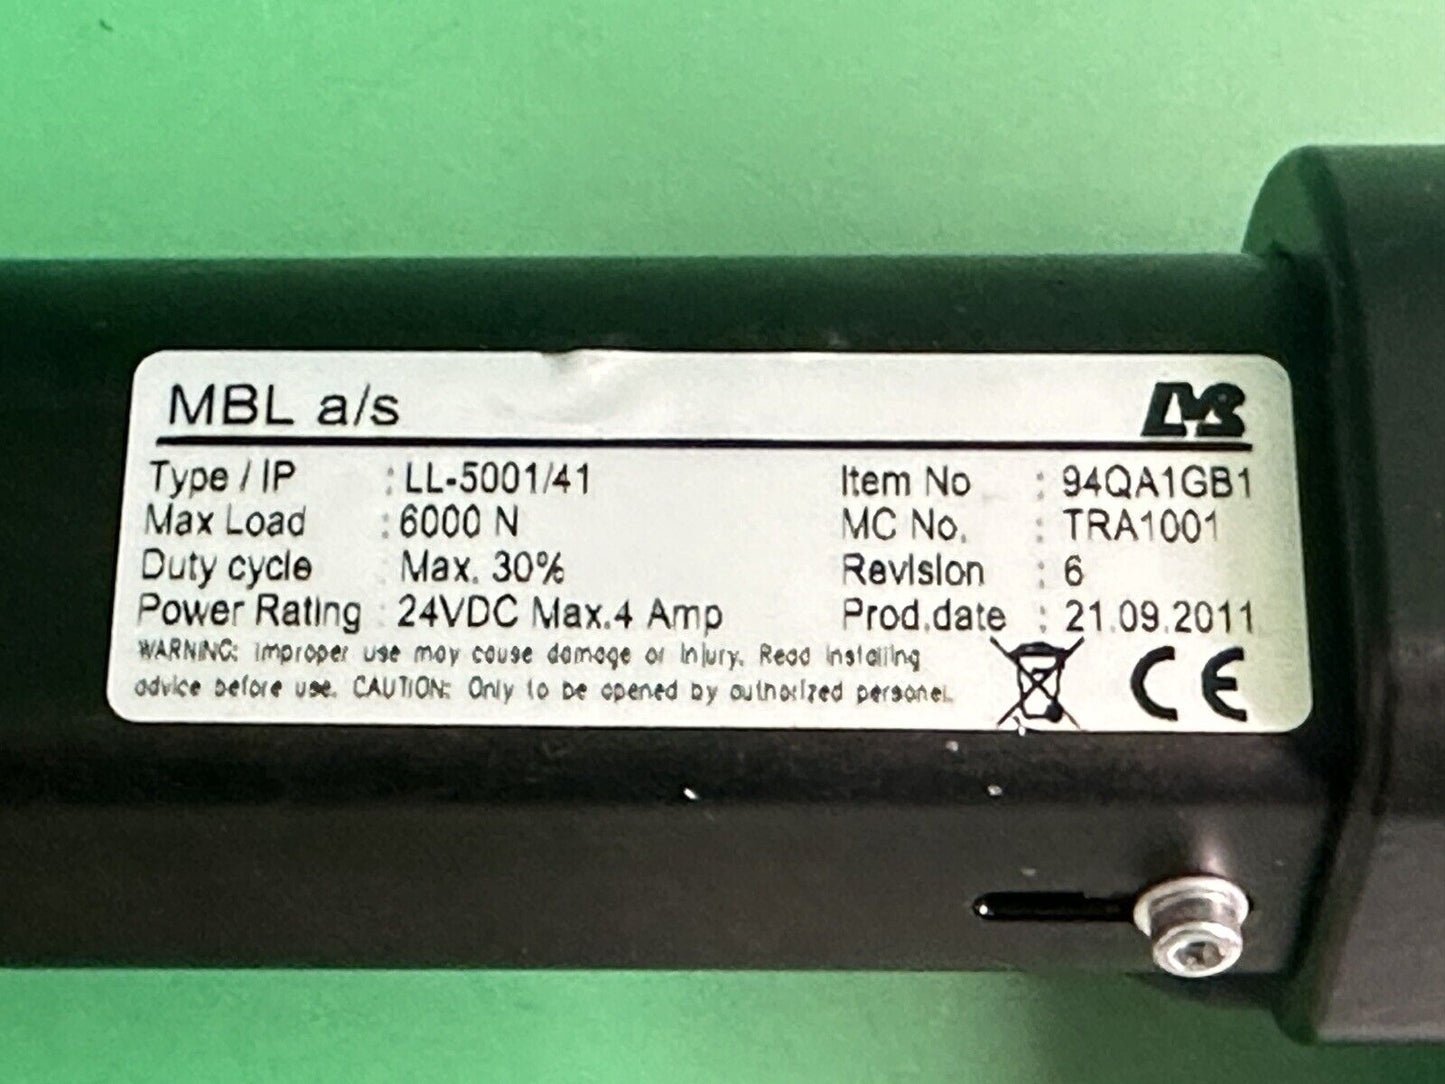 MBL a/s
Type / IP : LL-5001/41 Item No : 94QA1GB1
Max Load : 6000 N MC No. : TRA1001
Duty cycle Max. 30% Revision : 6
Power Rating : 24VDC Max.4 Amp Prod.date : 21.09.2011
WARNING: Improper use may cause damage or Injury. Read installing
advice before use. CAUTION: Only to be opened by authorized personel.
CE